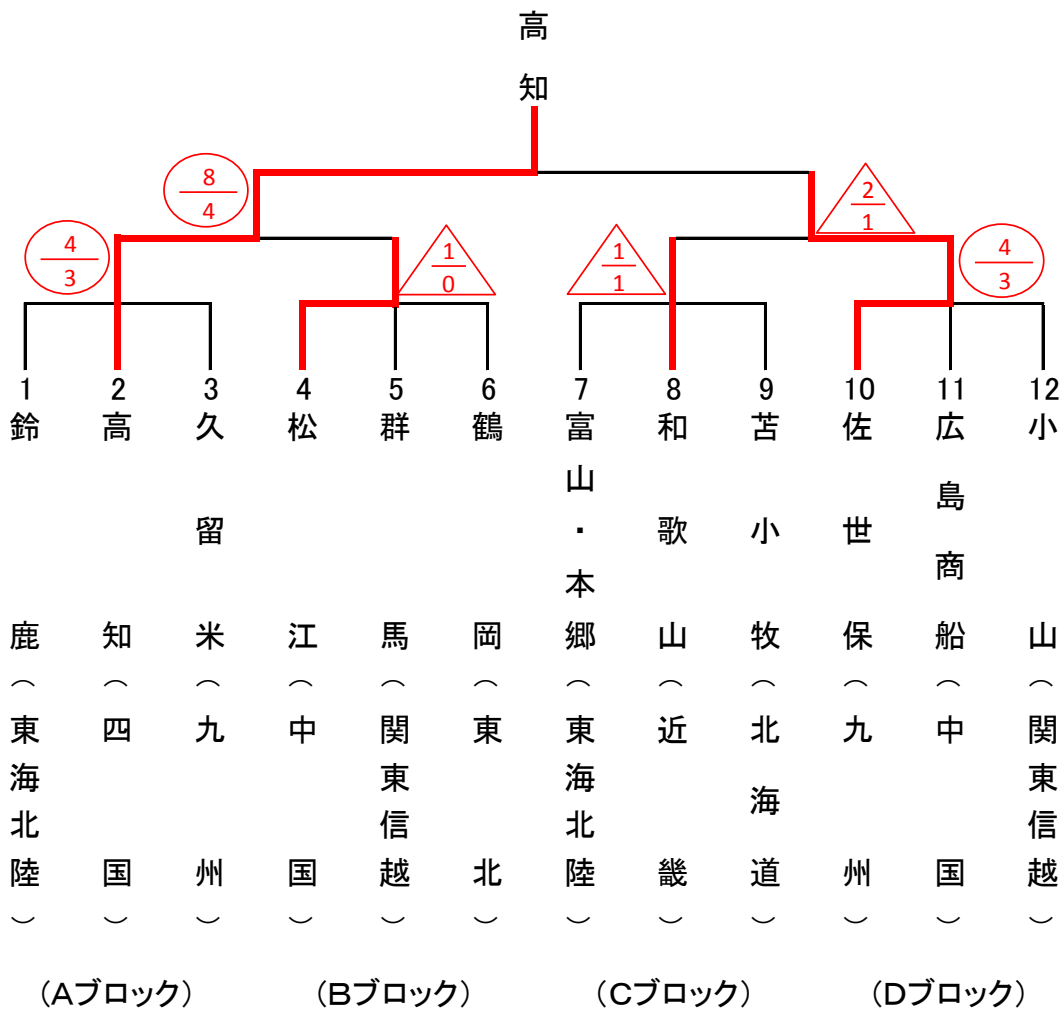 高知
8
4
2
1
4
3
1
0
1
1
4
3
1
鈴鹿（東海北陸）
2
高知（四国）
3
久留米（九州）
4
松江（中国）
5
群馬（関東信越）
6
鶴岡（東北）
7
富山・本郷（東海北陸）
8
和歌山（近畿）
9
苫小牧（北海道）
10
佐世保（九州）
11
広島商船（中国）
12
小山（関東信越）
（Aブロック）
（Bブロック）
（Cブロック）
（Dブロック）